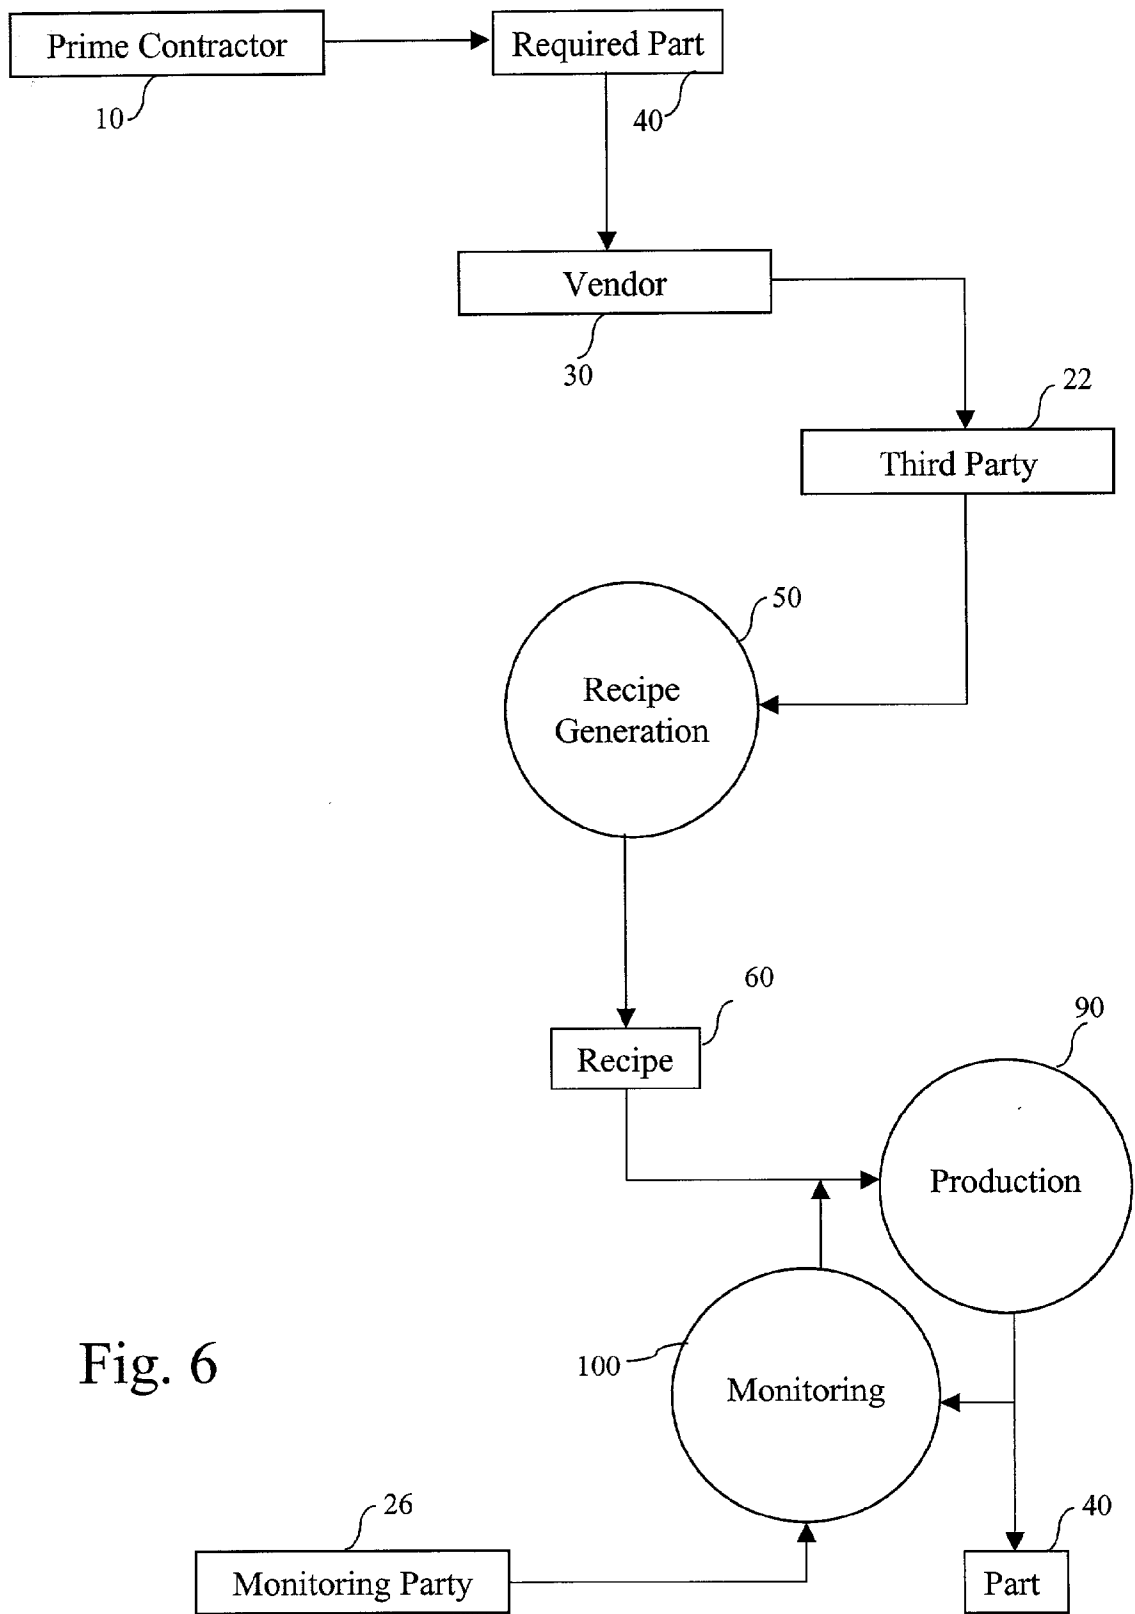 Prime Contractor
10
Required Part
40
Vendor
30
22
Third Party
50
Recipe
Generation
60
Recipe
90
Production
100
Monitoring
Fig. 6
26
Monitoring Party
40
Part